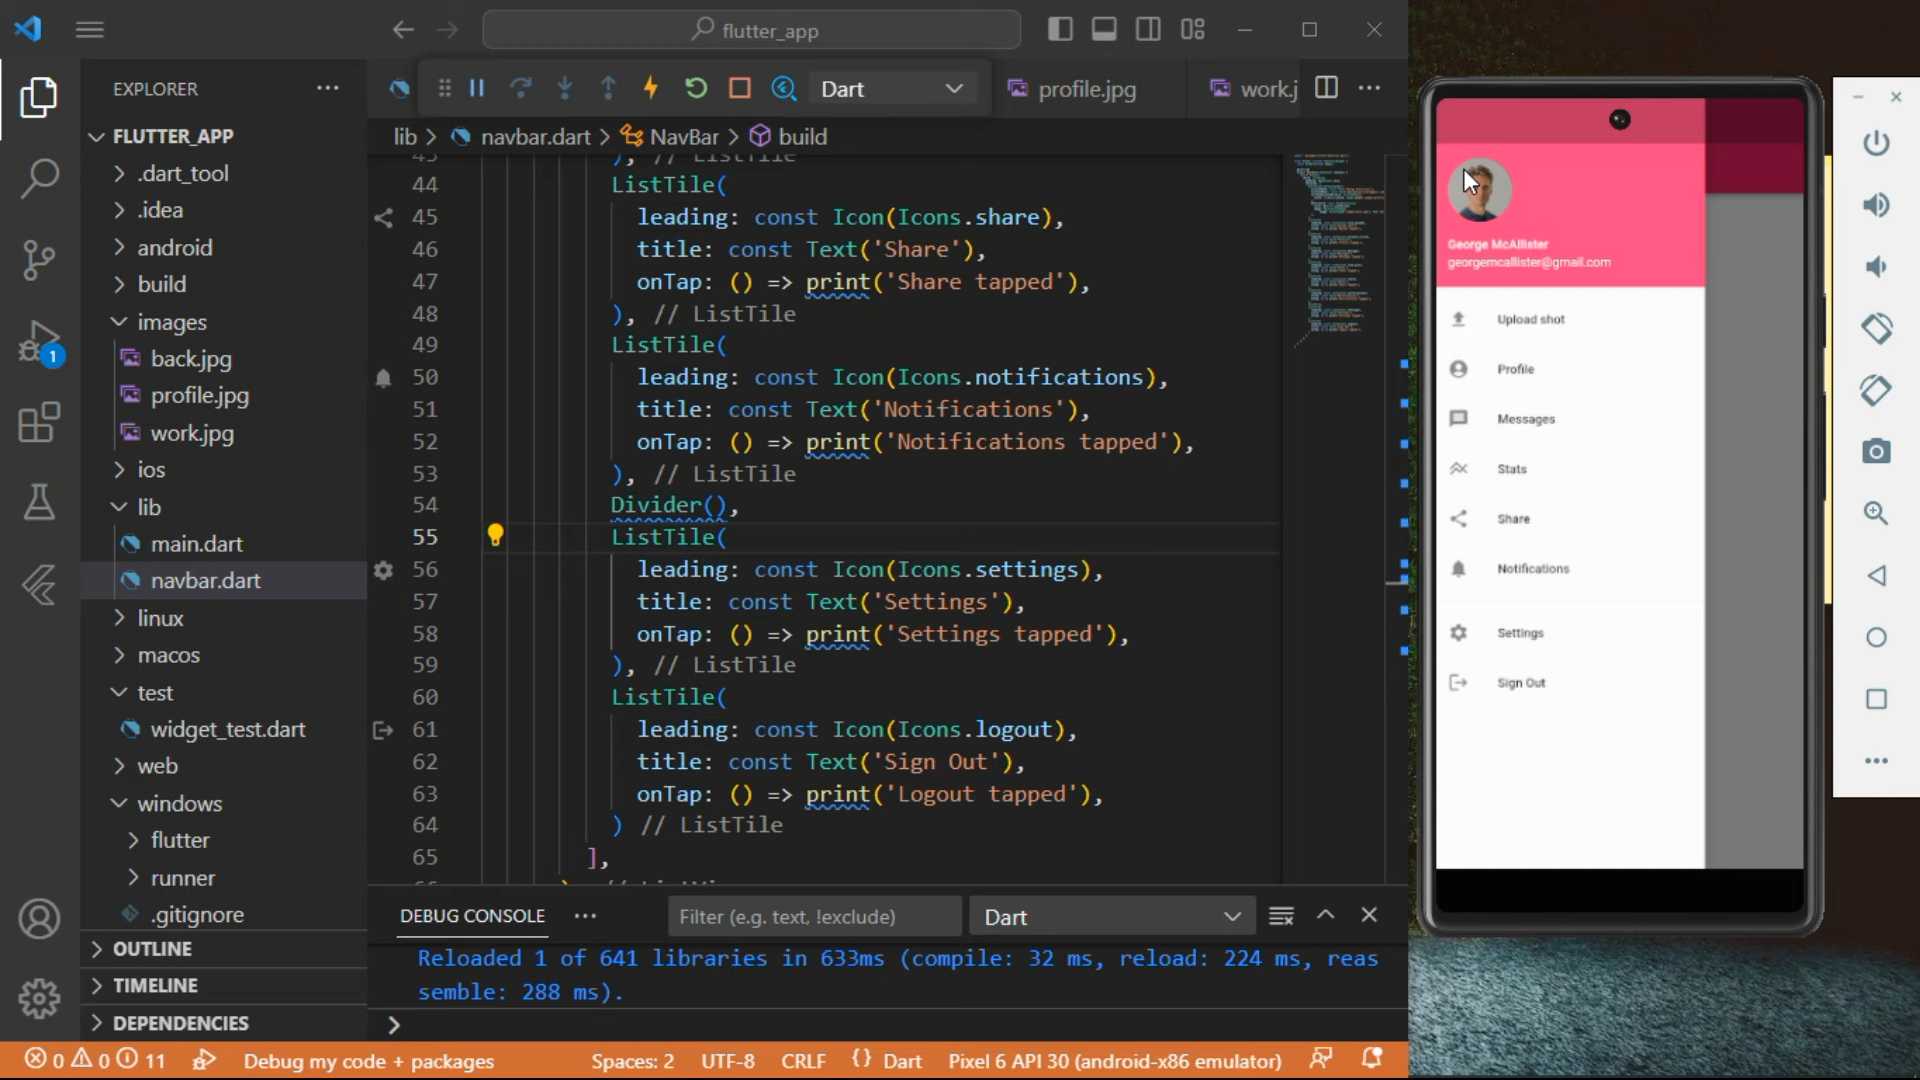 flutter_app
EXPLORER
Dart
profile.jpg
work.j
FLUTTER_APP
lib > navbar.dart > NavBar > build
.dart_tool
.idea
android
build
images
back.jpg
profile.jpg
work.jpg
ios
lib
main.dart
navbar.dart
linux
macos
test
widget_test.dart
web
windows
flutter
runner
.gitignore
OUTLINE
TIMELINE
DEPENDENCIES
), // ListTile
44 ListTile(
45 leading: const Icon(Icons.share),
46 title: const Text('Share'),
47 onTap: () => print('Share tapped'),
48 ), // ListTile
49 ListTile(
50 leading: const Icon(Icons.notifications),
51 title: const Text('Notifications'),
52 onTap: () => print('Notifications tapped'),
53 ), // ListTile
54 Divider(),
55 ListTile(
56 leading: const Icon(Icons.settings),
57 title: const Text('Settings'),
58 onTap: () => print('Settings tapped'),
59 ), // ListTile
60 ListTile(
61 leading: const Icon(Icons.logout),
62 title: const Text('Sign Out'),
63 onTap: () => print('Logout tapped'),
64 ) // ListTile
65 ],
DEBUG CONSOLE
Filter (e.g. text, !exclude)
Dart
Reloaded 1 of 641 libraries in 633ms (compile: 32 ms, reload: 224 ms, reas
semble: 288 ms).
1
0 0 11 Debug my code + packages Spaces: 2 UTF-8 CRLF {} Dart Pixel 6 API 30 (android-x86 emulator)
George McAllister
georgemcallister@gmail.com
Upload shot
Profile
Messages
Stats
Share
Notifications
Settings
Sign Out